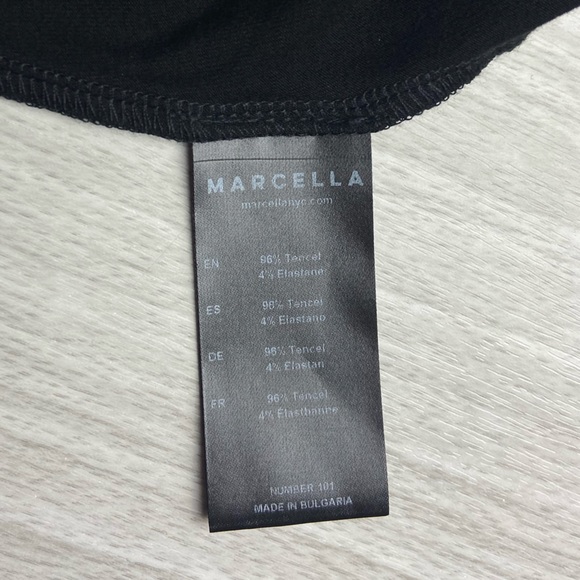 MARCELLA
marcellanyc.com
EN 96% Tencel
4% Elastane
ES 96% Tencel
4% Elastano
DE 96% Tencel
4% Elastan
FR 96% Tencel
4% Elasthanne
NUMBER 101
MADE IN BULGARIA